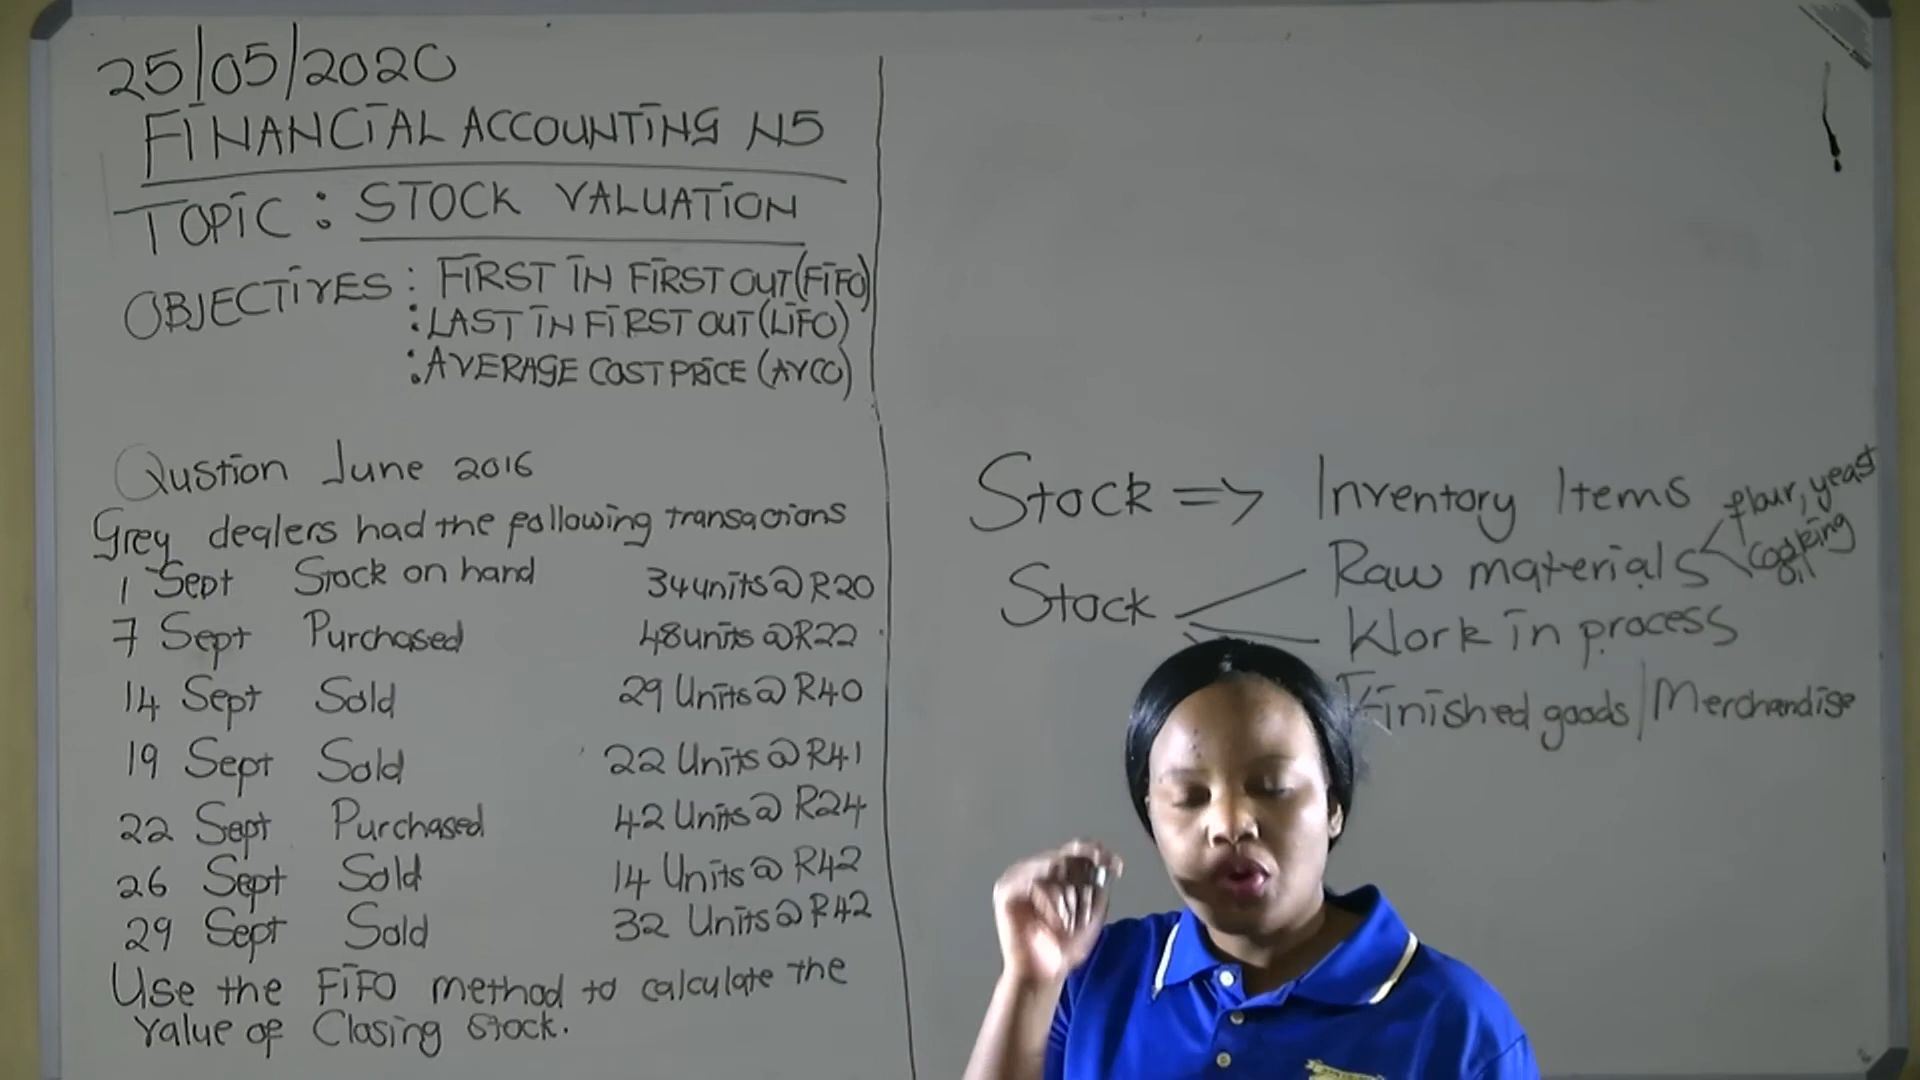 25/05/2020
FINANCIAL ACCOUNTING N5
TOPIC : STOCK VALUATION
OBJECTIVES : FIRST IN FIRST OUT (FIFO)
: LAST IN FIRST OUT (LIFO)
: AVERAGE COST PRICE (AVCO)
Qustion June 2016
Grey dealers had the following transactions
1 Sept Stock on hand 34 units @ R20
7 Sept Purchased 48 units @ R22
14 Sept Sold 29 Units @ R40
19 Sept Sold 22 Units @ R41
22 Sept Purchased 42 Units @ R24
26 Sept Sold 14 Units @ R42
29 Sept Sold 32 Units @ R42
Use the FIFO method to calculate the
value of Closing Stock.
Stock => Inventory Items
Stock
Raw materials
flour, yeast
cooking
oil
Work in process
Finished goods / Merchandise